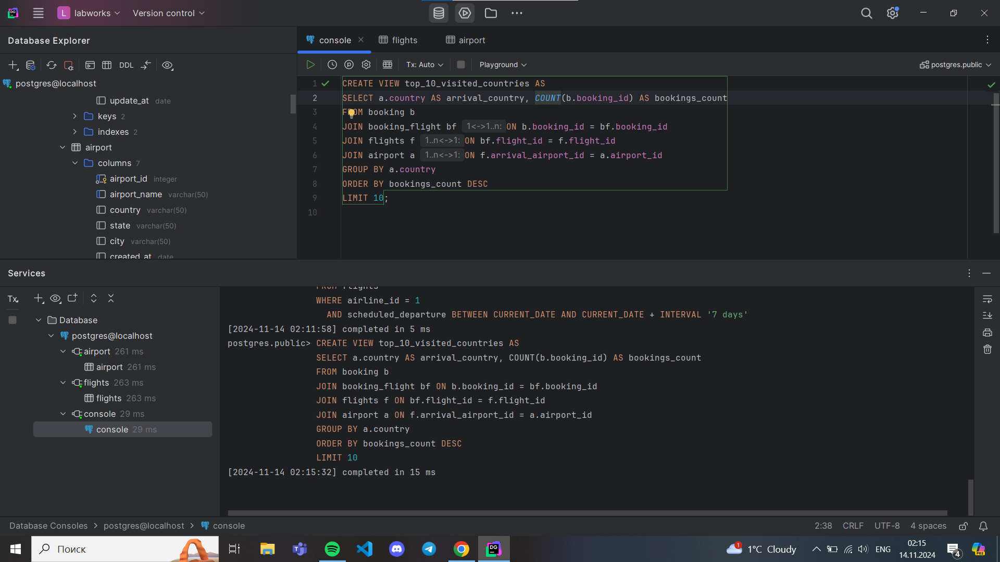 L labworks Version control
Database Explorer
console flights airport
DDL
Tx: Auto Playground postgres.public
postgres@localhost
update_at date
keys 2
indexes 2
airport
columns 7
airport_id integer
airport_name varchar(50)
country varchar(50)
state varchar(50)
city varchar(50)
created_at date
1 CREATE VIEW top_10_visited_countries AS
2 SELECT a.country AS arrival_country, COUNT(b.booking_id) AS bookings_count
3 FROM booking b
4 JOIN booking_flight bf 1<->1..n: ON b.booking_id = bf.booking_id
5 JOIN flights f 1..n<->1: ON bf.flight_id = f.flight_id
6 JOIN airport a 1..n<->1: ON f.arrival_airport_id = a.airport_id
7 GROUP BY a.country
8 ORDER BY bookings_count DESC
9 LIMIT 10;
10
Services
Tx
Database
postgres@localhost
airport 261 ms
airport 261 ms
flights 263 ms
flights 263 ms
console 29 ms
console 29 ms
FROM flights
WHERE airline_id = 1
AND scheduled_departure BETWEEN CURRENT_DATE AND CURRENT_DATE + INTERVAL '7 days'
[2024-11-14 02:11:58] completed in 5 ms
postgres.public> CREATE VIEW top_10_visited_countries AS
SELECT a.country AS arrival_country, COUNT(b.booking_id) AS bookings_count
FROM booking b
JOIN booking_flight bf ON b.booking_id = bf.booking_id
JOIN flights f ON bf.flight_id = f.flight_id
JOIN airport a ON f.arrival_airport_id = a.airport_id
GROUP BY a.country
ORDER BY bookings_count DESC
LIMIT 10
[2024-11-14 02:15:32] completed in 15 ms
Database Consoles > postgres@localhost > console
2:38 CRLF UTF-8 4 spaces
Поиск
DG
1 1°C Cloudy
ENG
02:15
14.11.2024
4
PRE